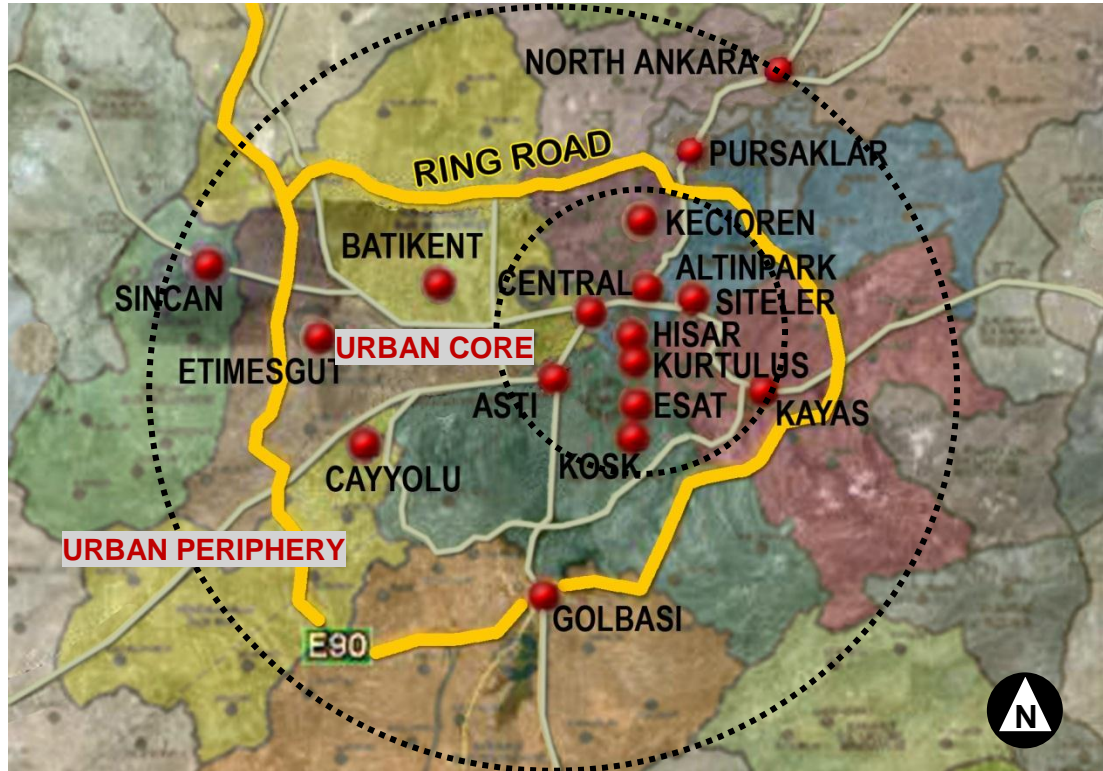 NORTH ANKARA
RING ROAD
PURSAKLAR
KECIOREN
BATIKENT
ALTINPARK
CENTRAL
SINCAN
SITELER
HISAR
URBAN CORE
KURTULUS
ETIMESGUT
ASTI
ESAT
KAYAS
KOSK
CAYYOLU
URBAN PERIPHERY
GOLBASI
E90
N